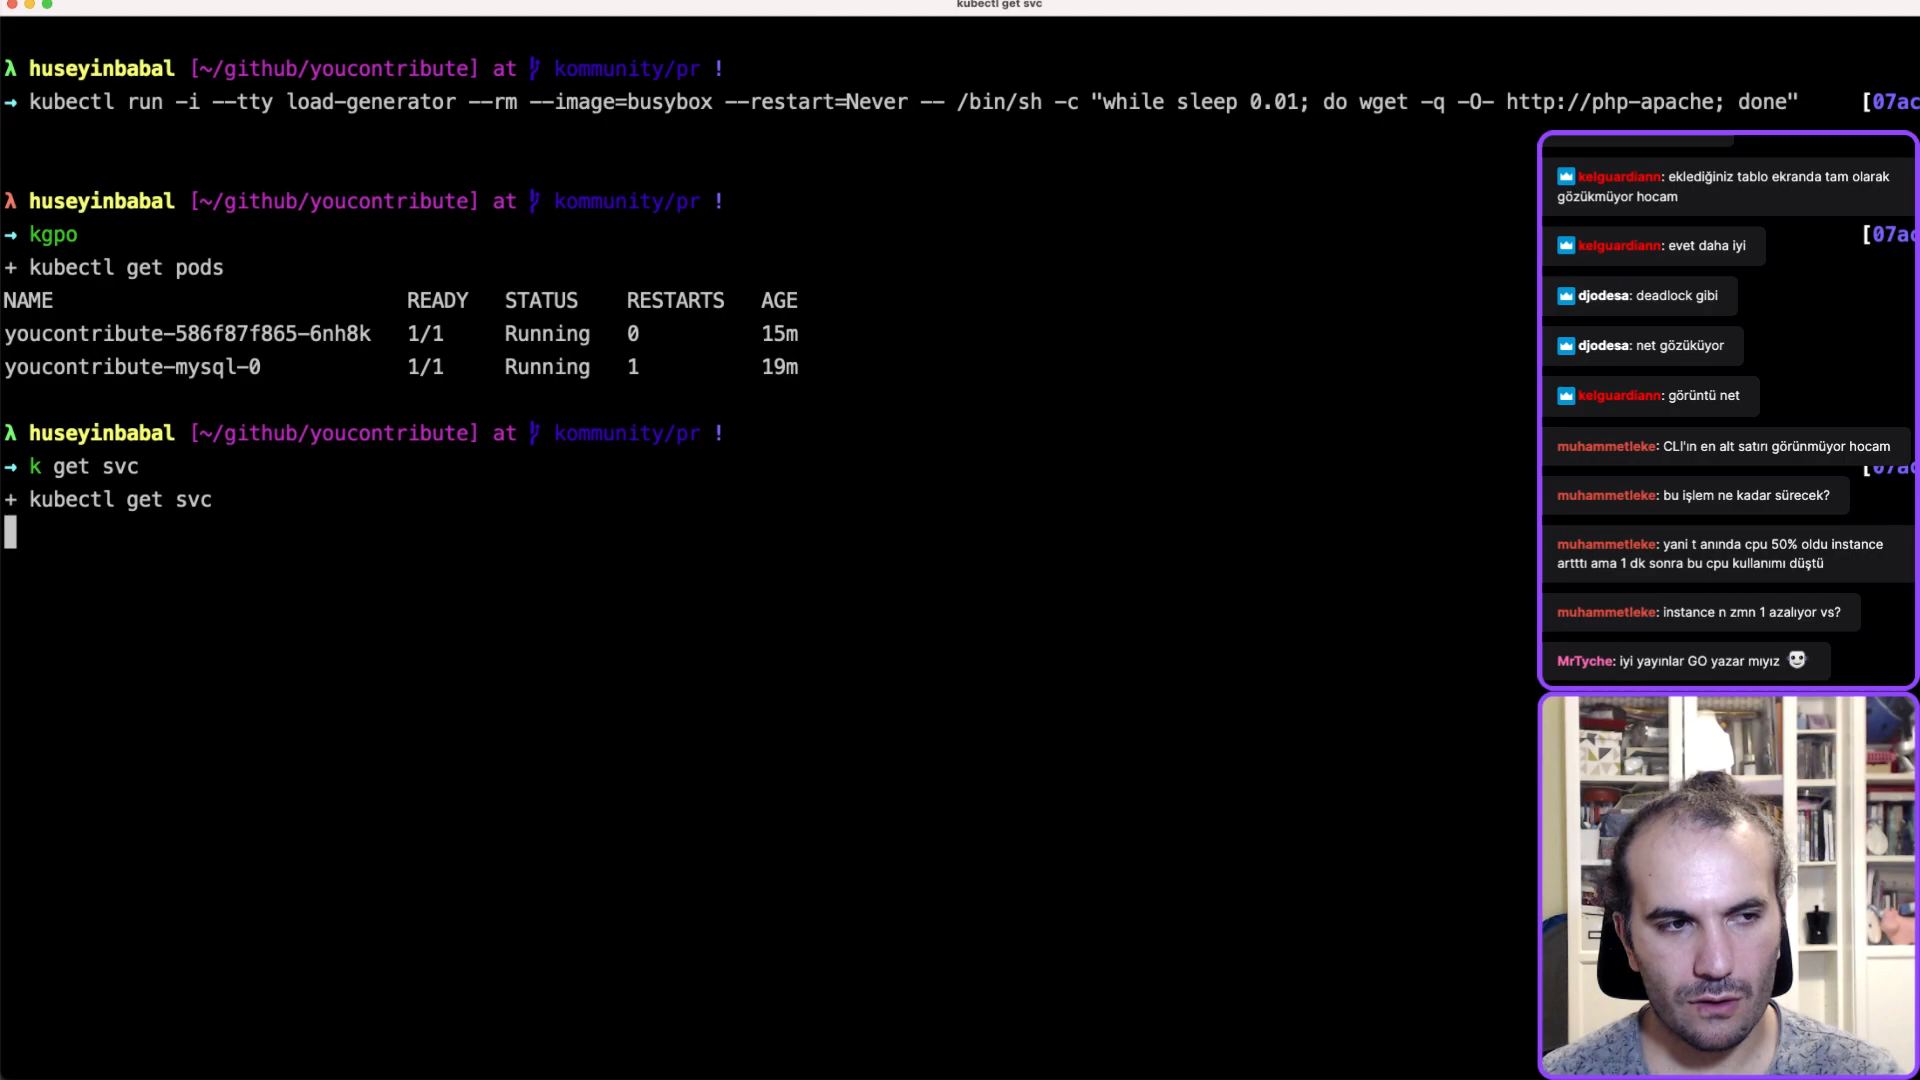 kubectl get svc
λ huseyinbabal [~/github/youcontribute] at kommunity/pr !
→ kubectl run -i --tty load-generator --rm --image=busybox --restart=Never -- /bin/sh -c "while sleep 0.01; do wget -q -O- http://php-apache; done" [07ac
λ huseyinbabal [~/github/youcontribute] at kommunity/pr !
→ kgpo [07ac
+ kubectl get pods
NAME READY STATUS RESTARTS AGE
youcontribute-586f87f865-6nh8k 1/1 Running 0 15m
youcontribute-mysql-0 1/1 Running 1 19m
λ huseyinbabal [~/github/youcontribute] at kommunity/pr !
→ k get svc [07ac
+ kubectl get svc
kelguardiann: eklediğiniz tablo ekranda tam olarak
gözükmüyor hocam
kelguardiann: evet daha iyi
djodesa: deadlock gibi
djodesa: net gözüküyor
kelguardiann: görüntü net
muhammetleke: CLI'ın en alt satırı görünmüyor hocam
muhammetleke: bu işlem ne kadar sürecek?
muhammetleke: yani t anında cpu 50% oldu instance
artttı ama 1 dk sonra bu cpu kullanımı düştü
muhammetleke: instance n zmn 1 azalıyor vs?
MrTyche: iyi yayınlar GO yazar mıyız